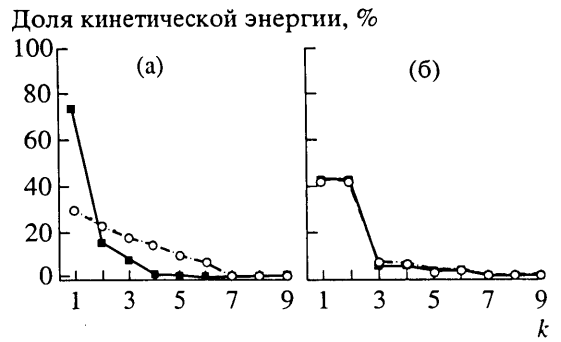 Доля кинетической энергии, %
100
80
60
40
20
0
(а)
(б)
1 3 5 7 9
1 3 5 7 9
k